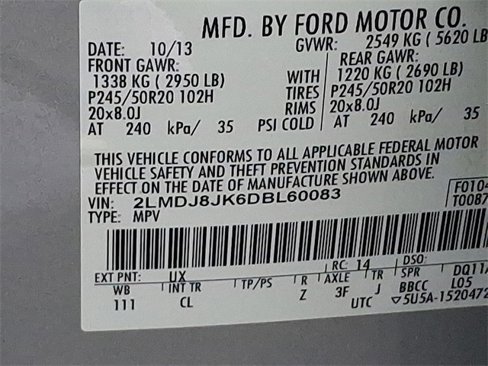 MFD. BY FORD MOTOR CO.
DATE: 10/13 GVWR: 2549 KG ( 5620 LB)
FRONT GAWR: REAR GAWR:
1338 KG ( 2950 LB) WITH 1220 KG ( 2690 LB)
P245/50R20 102H TIRES P245/50R20 102H
20x8.0J RIMS 20x8.0J
AT 240 kPa/ 35 PSI COLD AT 240 kPa/ 35
THIS VEHICLE CONFORMS TO ALL APPLICABLE FEDERAL MOTOR
VEHICLE SAFETY AND THEFT PREVENTION STANDARDS IN
EFFECT ON THE DATE OF MANUFACTURE SHOWN ABOVE.
VIN: 2LMDJ8JK6DBL60083 F0104
TYPE: MPV T0087
EXT PNT: UX RC: 14 DSO:
WB INT TR TP/PS R AXLE TR SPR DQ11
111 CL Z 3F J BBCC L05
UTC ▽5U5A-1520472